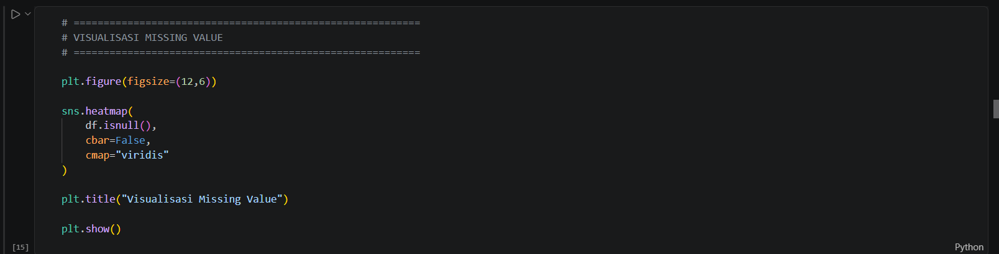 # ==========================================================
# VISUALISASI MISSING VALUE
# ==========================================================
plt.figure(figsize=(12,6))
sns.heatmap(
    df.isnull(),
    cbar=False,
    cmap="viridis"
)
plt.title("Visualisasi Missing Value")
plt.show()
[15]
Python